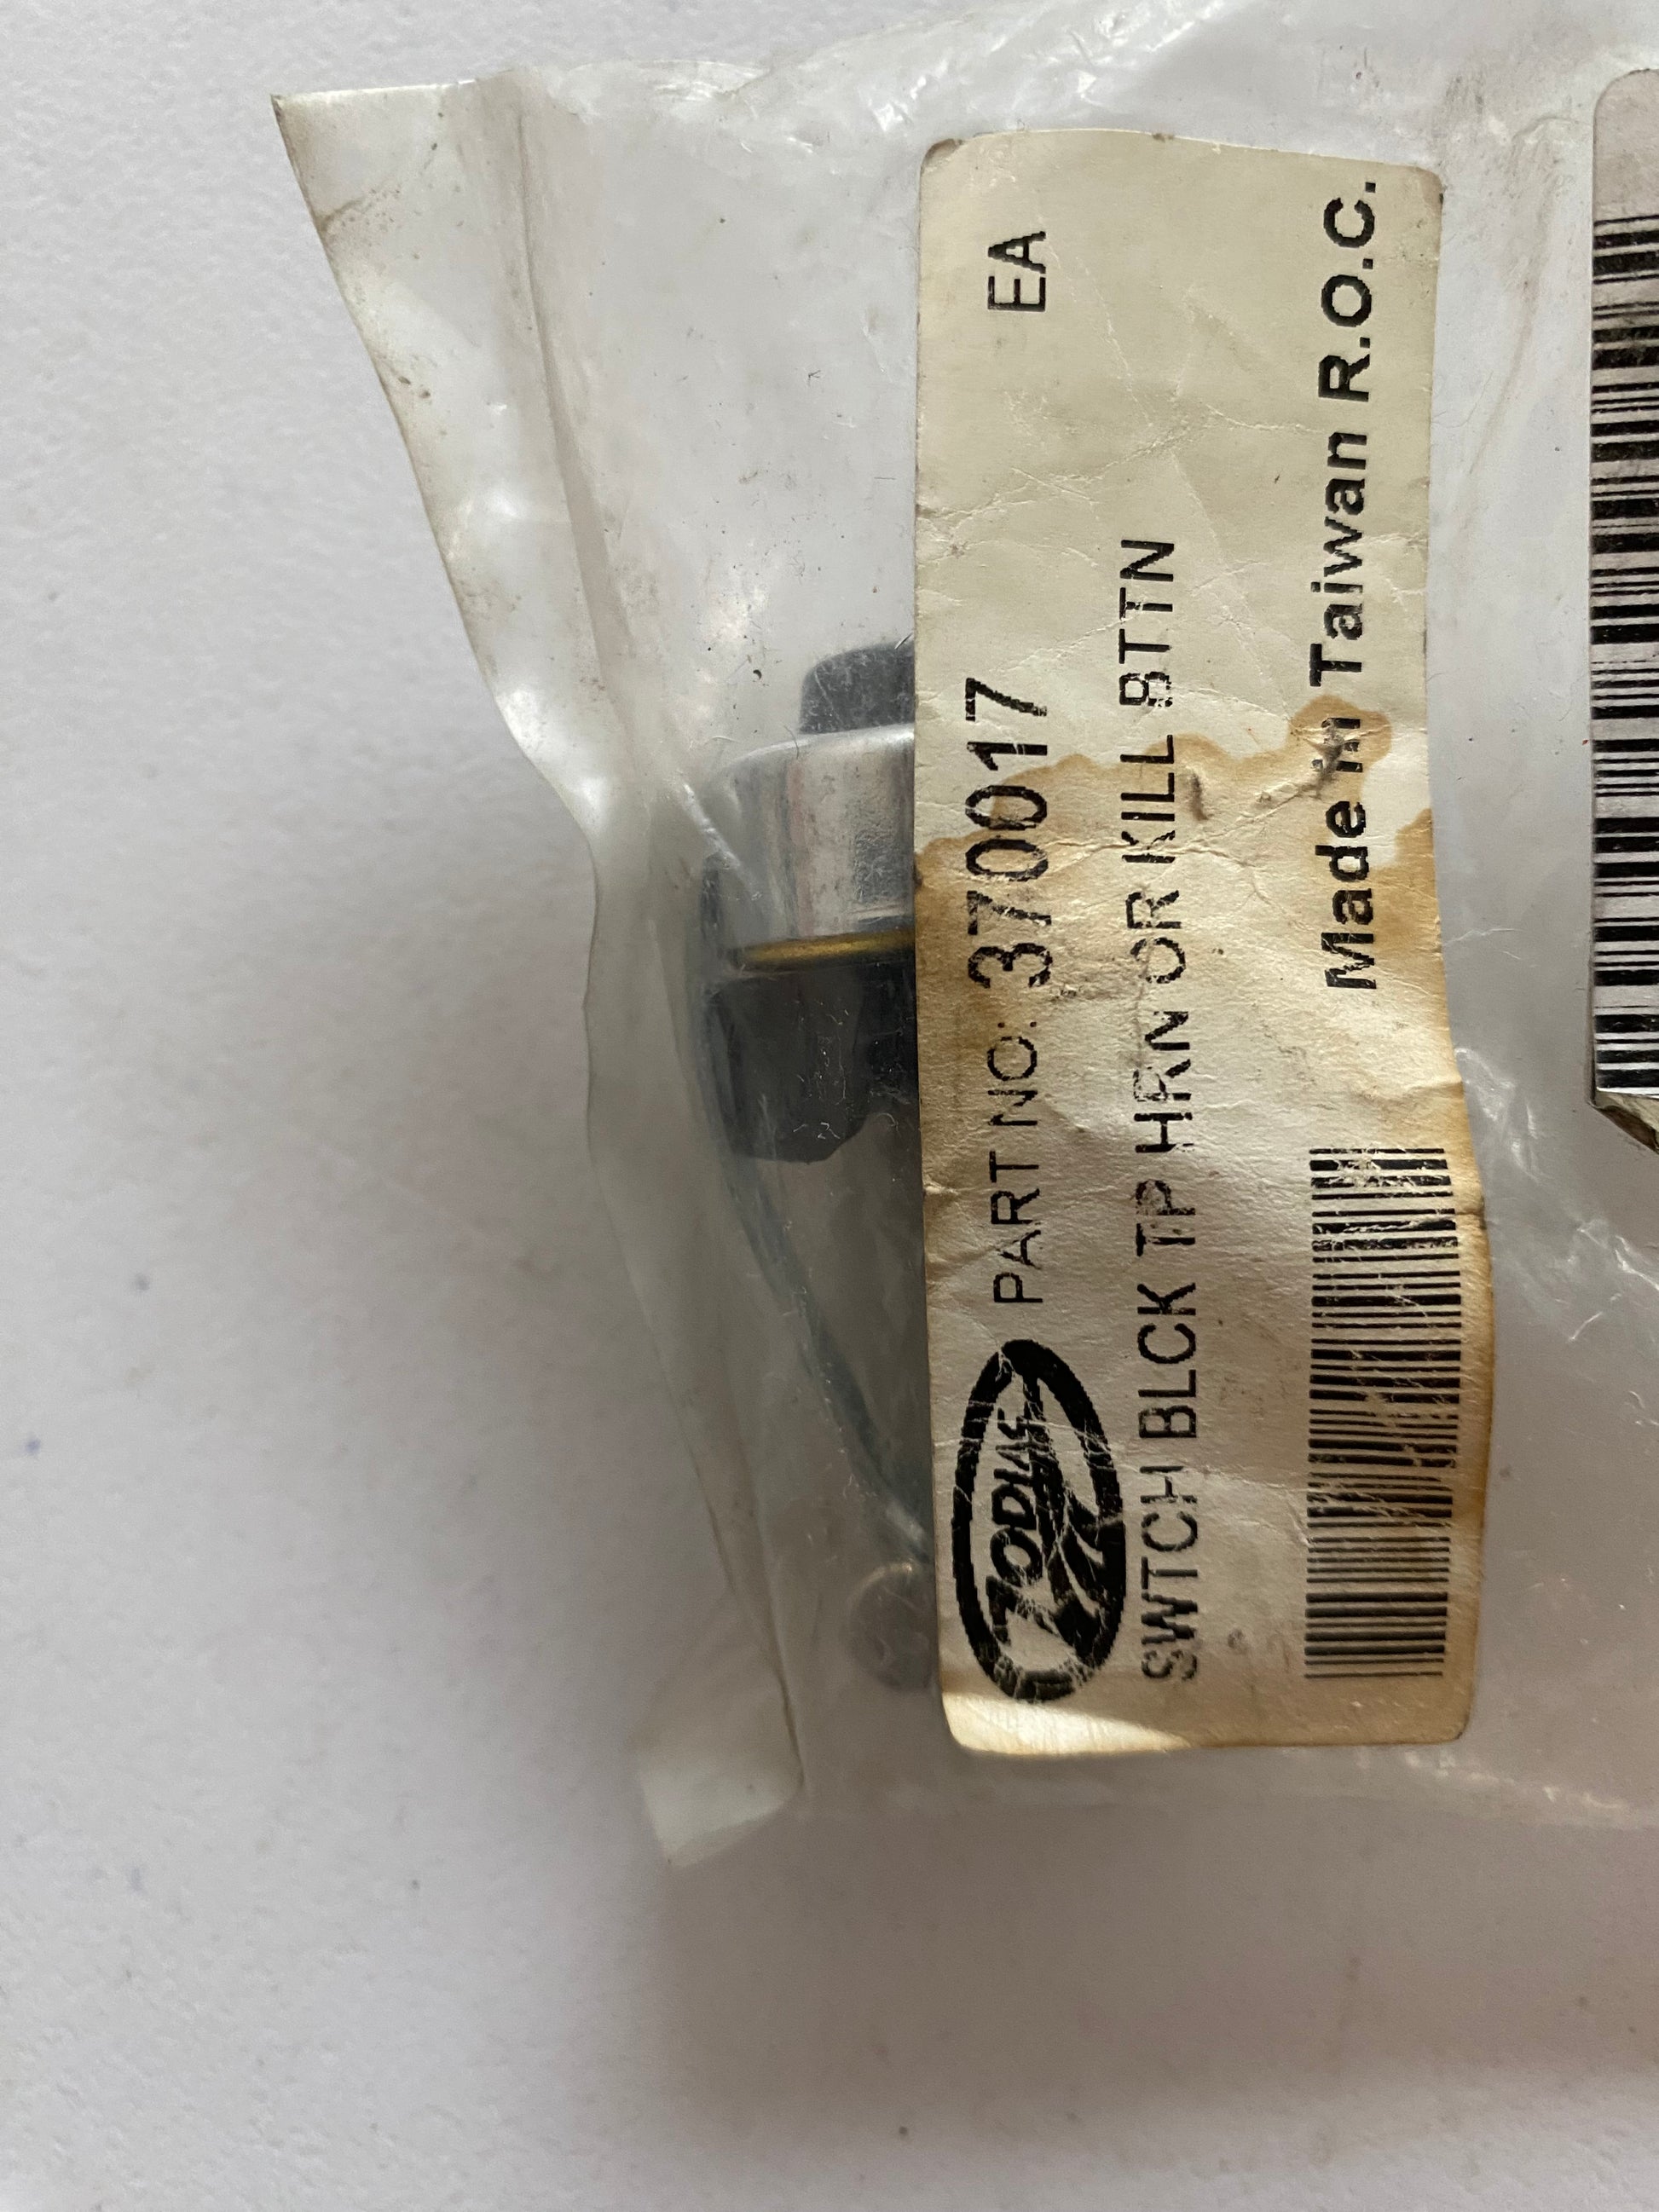 ZODIAC PART NO: 370017 EA
SWTCH BLCK TP HRN OR KILL BTTN
Made in Taiwan R.O.C.